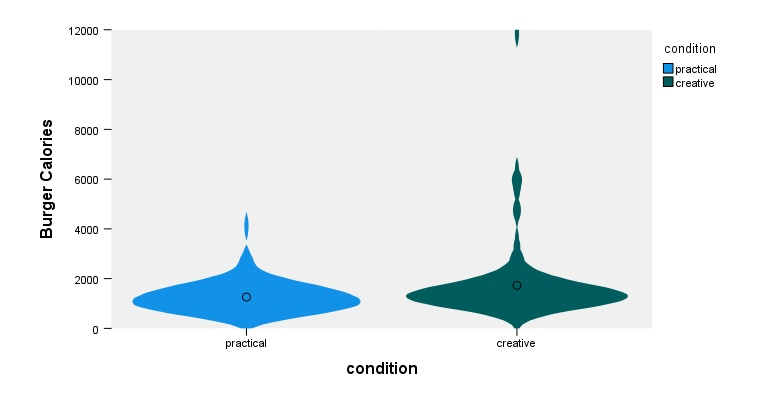 12000
10000
8000
6000
4000
2000
0
Burger Calories
practical
creative
condition
condition
practical
creative